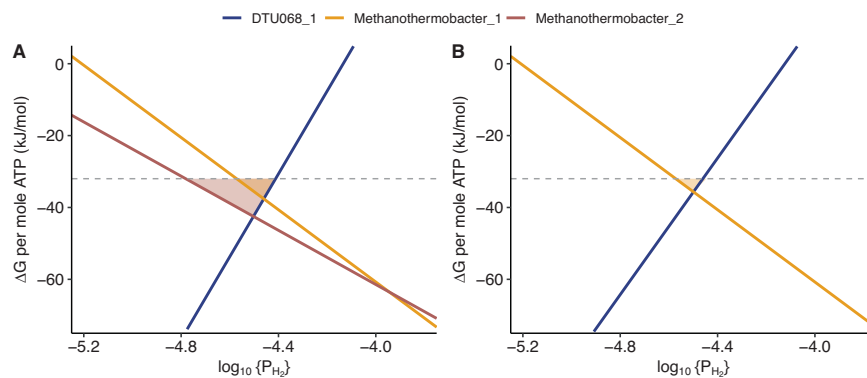 DTU068_1 Methanothermobacter_1 Methanothermobacter_2
A B
0 0
−20 −20
−40 −40
−60 −60
ΔG per mole ATP (kJ/mol) ΔG per mole ATP (kJ/mol)
−5.2 −4.8 −4.4 −4.0 −5.2 −4.8 −4.4 −4.0
log₁₀ {P_H₂} log₁₀ {P_H₂}